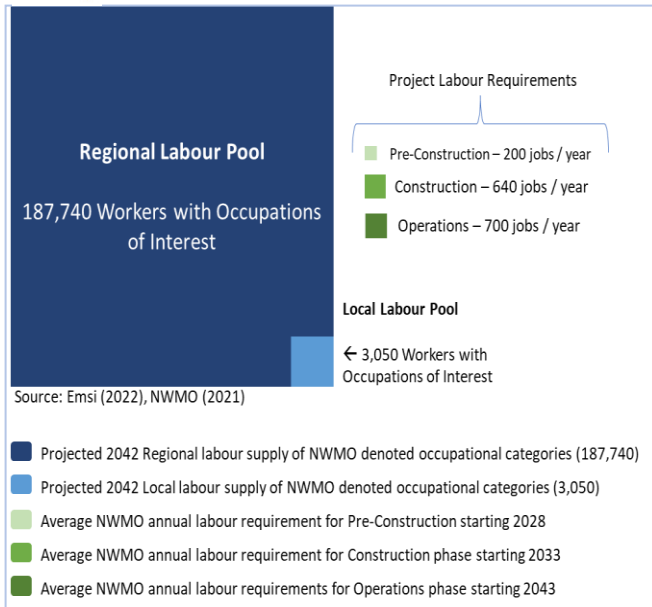 Regional Labour Pool
187,740 Workers with Occupations
of Interest
Project Labour Requirements
Pre-Construction – 200 jobs / year
Construction – 640 jobs / year
Operations – 700 jobs / year
Local Labour Pool
← 3,050 Workers with
Occupations of Interest
Source: Emsi (2022), NWMO (2021)
Projected 2042 Regional labour supply of NWMO denoted occupational categories (187,740)
Projected 2042 Local labour supply of NWMO denoted occupational categories (3,050)
Average NWMO annual labour requirement for Pre-Construction starting 2028
Average NWMO annual labour requirement for Construction phase starting 2033
Average NWMO annual labour requirements for Operations phase starting 2043